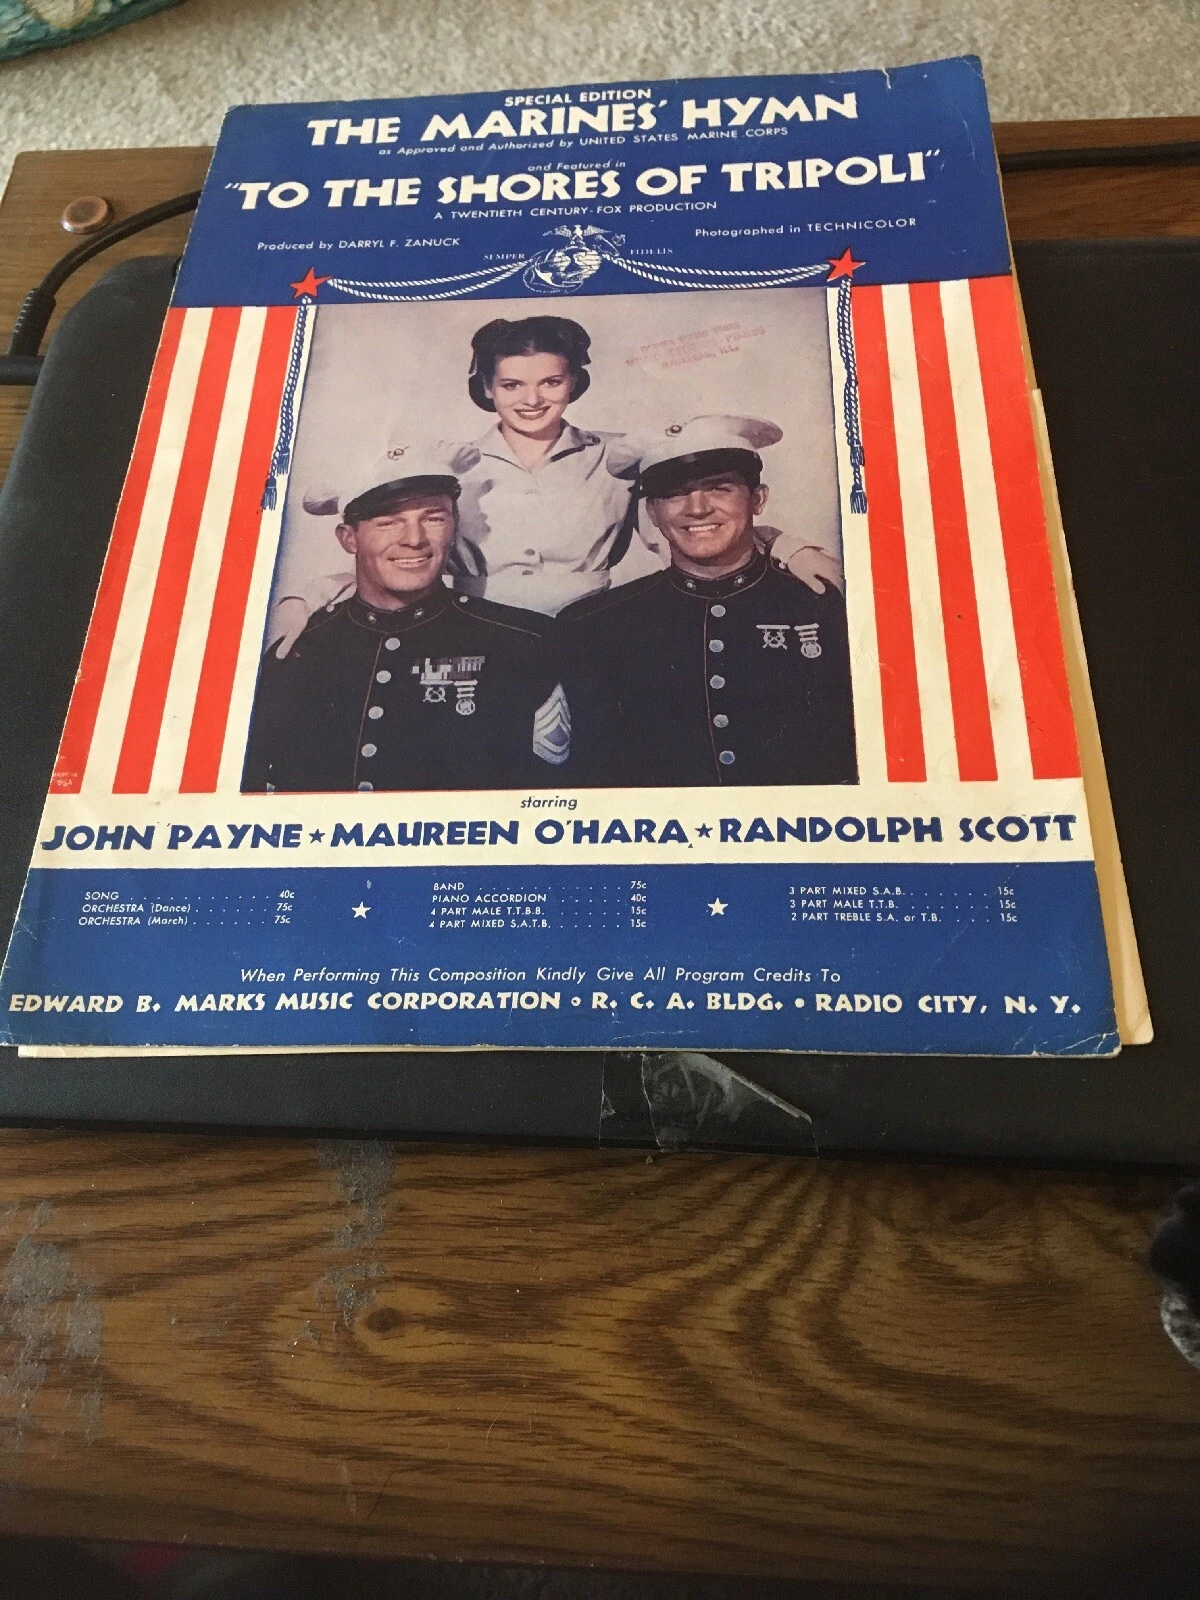 SPECIAL EDITION
THE MARINES' HYMN
as Approved and Authorized by UNITED STATES MARINE CORPS
and Featured in
"TO THE SHORES OF TRIPOLI"
A TWENTIETH CENTURY-FOX PRODUCTION
Produced by DARRYL F. ZANUCK
Photographed in TECHNICOLOR
SEMPER FIDELIS
ILL.
USA
starring
JOHN PAYNE ★ MAUREEN O'HARA ★ RANDOLPH SCOTT
SONG . . . . . . . . . . . . 40c
ORCHESTRA (Dance) . . . . . . 75c
ORCHESTRA (March) . . . . . . 75c
BAND . . . . . . . . . . . 75c
PIANO ACCORDION . . . . . . 40c
4 PART MALE T.T.B.B. . . . . . . 15c
4 PART MIXED S.A.T.B. . . . . . 15c
3 PART MIXED S.A.B. . . . . . . 15c
3 PART MALE T.T.B. . . . . . . 15c
2 PART TREBLE S.A. or T.B. . . . . 15c
When Performing This Composition Kindly Give All Program Credits To
EDWARD B. MARKS MUSIC CORPORATION • R. C. A. BLDG. • RADIO CITY, N. Y.